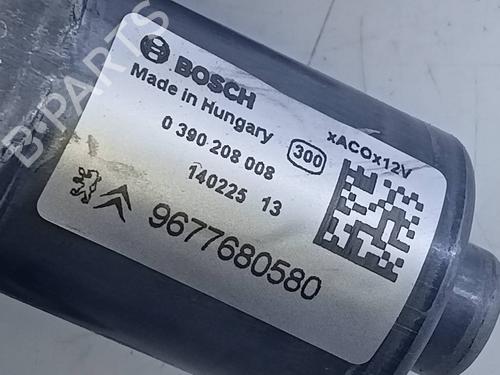 BOSCH
Made in Hungary
0 390 208 008
300
xACOx12V
140225 13
9677680580
B-PARTS